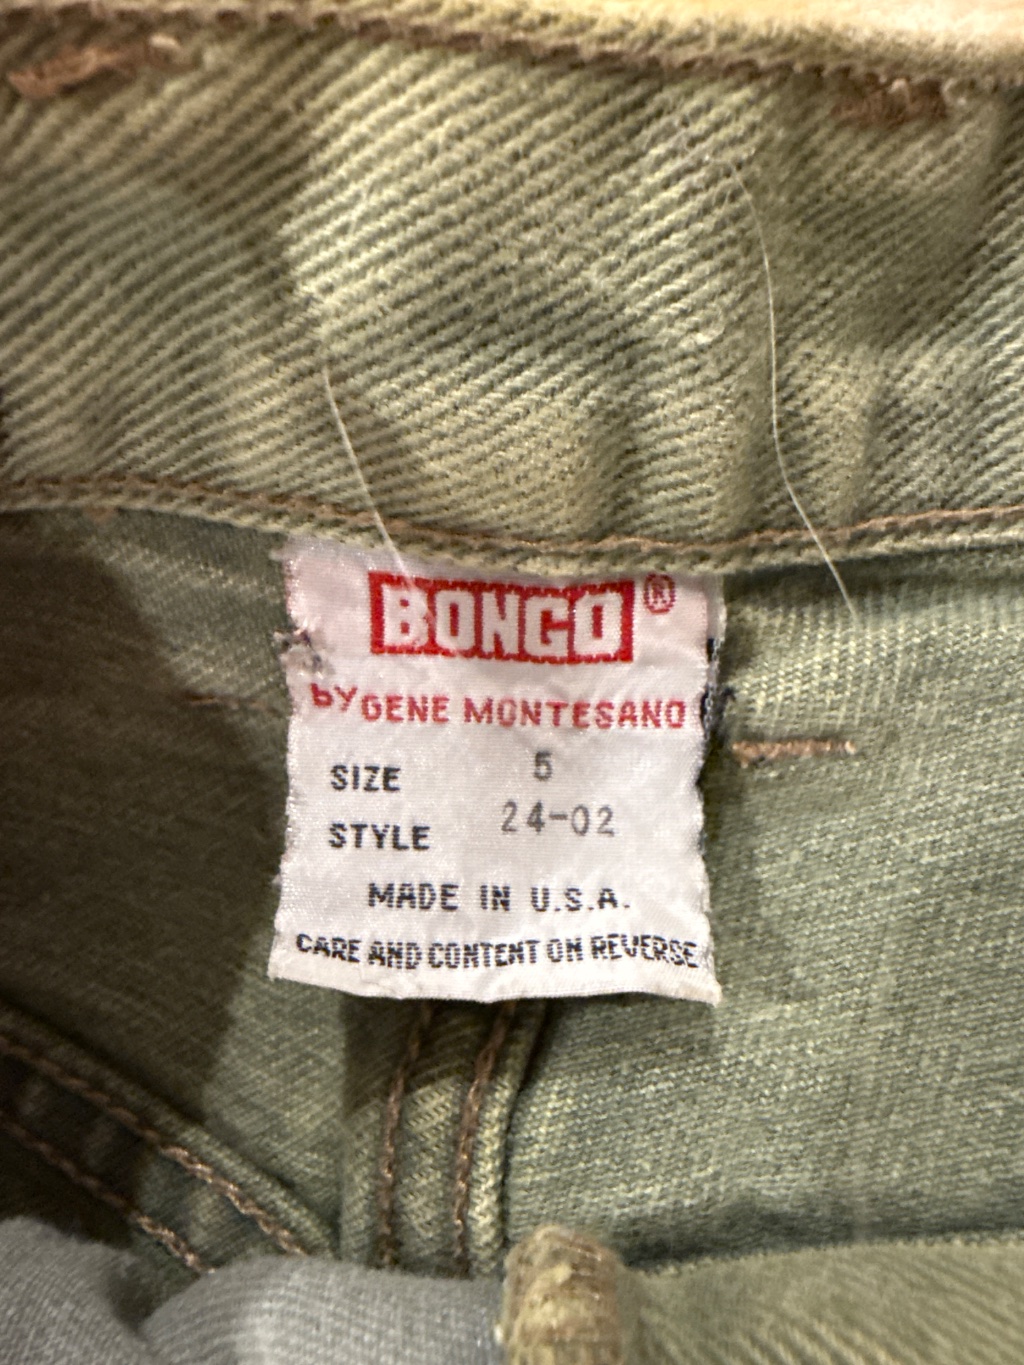 BONGO ®
by GENE MONTESANO
SIZE 5
STYLE 24-02
MADE IN U.S.A.
CARE AND CONTENT ON REVERSE